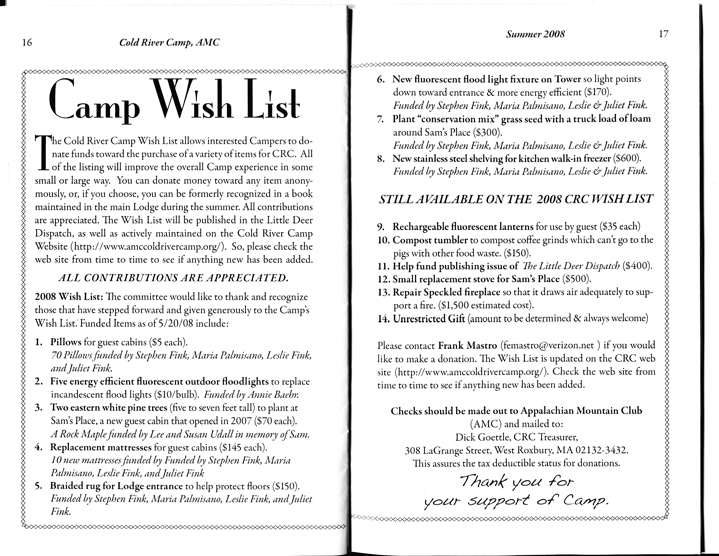 16
Cold River Camp, AMC
Camp Wish List
The Cold River Camp Wish List allows interested Campers to do-
nate funds toward the purchase of a variety of items for CRC. All
of the listing will improve the overall Camp experience in some
small or large way. You can donate money toward any item anony-
mously, or, if you choose, you can be formerly recognized in a book
maintained in the main Lodge during the summer. All contributions
are appreciated. The Wish List will be published in the Little Deer
Dispatch, as well as actively maintained on the Cold River Camp
Website (http://www.amccoldrivercamp.org/). So, please check the
web site from time to time to see if anything new has been added.
ALL CONTRIBUTIONS ARE APPRECIATED.
2008 Wish List: The committee would like to thank and recognize
those that have stepped forward and given generously to the Camp's
Wish List. Funded Items as of 5/20/08 include:
1. Pillows for guest cabins ($5 each).
70 Pillows funded by Stephen Fink, Maria Palmisano, Leslie Fink,
and Juliet Fink.
2. Five energy efficient fluorescent outdoor floodlights to replace
incandescent flood lights ($10/bulb). Funded by Annie Baehr.
3. Two eastern white pine trees (five to seven feet tall) to plant at
Sam's Place, a new guest cabin that opened in 2007 ($70 each).
A Rock Maple funded by Lee and Susan Udall in memory of Sam.
4. Replacement mattresses for guest cabins ($145 each).
10 new mattresses funded by Funded by Stephen Fink, Maria
Palmisano, Leslie Fink, and Juliet Fink
5. Braided rug for Lodge entrance to help protect floors ($150).
Funded by Stephen Fink, Maria Palmisano, Leslie Fink, and Juliet
Fink.
Summer 2008
17
6. New fluorescent flood light fixture on Tower so light points
down toward entrance & more energy efficient ($170).
Funded by Stephen Fink, Maria Palmisano, Leslie & Juliet Fink.
7. Plant "conservation mix" grass seed with a truck load of loam
around Sam's Place ($300).
Funded by Stephen Fink, Maria Palmisano, Leslie & Juliet Fink.
8. New stainless steel shelving for kitchen walk-in freezer ($600).
Funded by Stephen Fink, Maria Palmisano, Leslie & Juliet Fink.
STILL AVAILABLE ON THE 2008 CRC WISH LIST
9. Rechargeable fluorescent lanterns for use by guest ($35 each)
10. Compost tumbler to compost coffee grinds which can't go to the
pigs with other food waste. ($150).
11. Help fund publishing issue of The Little Deer Dispatch ($400).
12. Small replacement stove for Sam's Place ($500).
13. Repair Speckled fireplace so that it draws air adequately to sup-
port a fire. ($1,500 estimated cost).
14. Unrestricted Gift (amount to be determined & always welcome)
Please contact Frank Mastro (femastro@verizon.net ) if you would
like to make a donation. The Wish List is updated on the CRC web
site (http://www.amccoldrivercamp.org/). Check the web site from
time to time to see if anything new has been added.
Checks should be made out to Appalachian Mountain Club
(AMC) and mailed to:
Dick Goettle, CRC Treasurer,
308 LaGrange Street, West Roxbury, MA 02132-3432.
This assures the tax deductible status for donations.
Thank you for
your support of Camp.